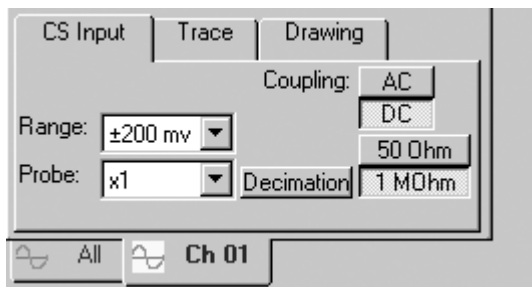 CS Input Trace Drawing
Coupling: AC
DC
Range: ±200 mv
50 Ohm
Probe: x1 Decimation 1 MOhm
All Ch 01